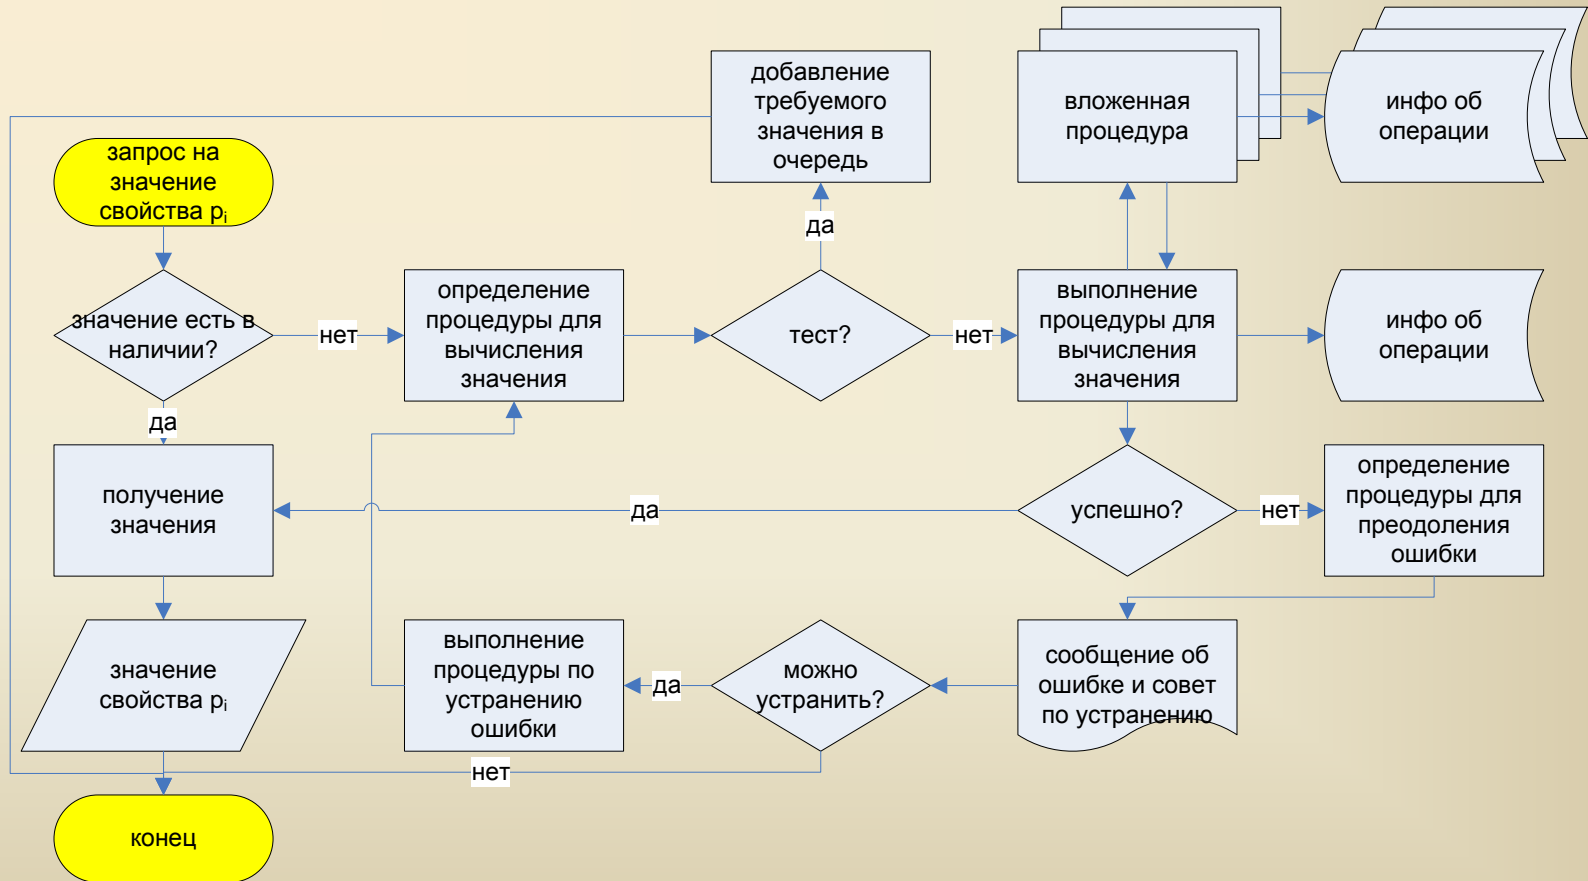 добавление
требуемого
значения в
очередь
вложенная
процедура
инфо об
операции
запрос на
значение
свойства pᵢ
да
значение есть в
наличии?
нет
определение
процедуры для
вычисления
значения
тест?
нет
выполнение
процедуры для
вычисления
значения
инфо об
операции
да
получение
значения
да
успешно?
нет
определение
процедуры для
преодоления
ошибки
значение
свойства pᵢ
выполнение
процедуры по
устранению
ошибки
да
можно
устранить?
сообщение об
ошибке и совет
по устранению
нет
конец